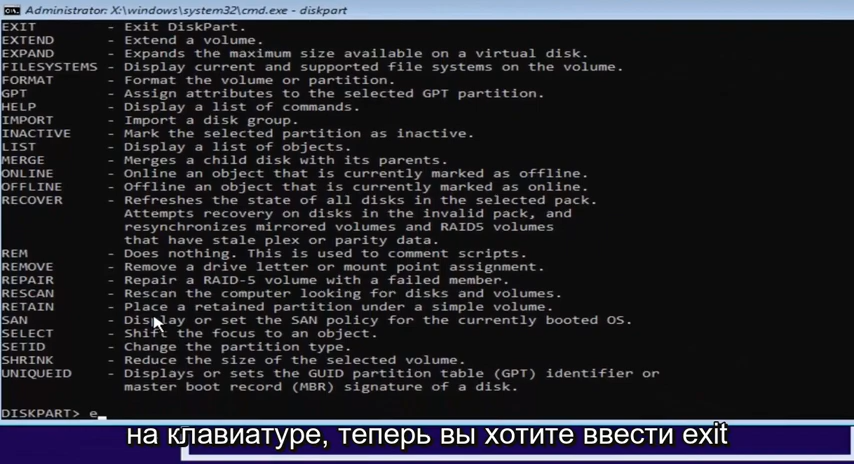 Administrator: X:\windows\system32\cmd.exe - diskpart
EXIT - Exit DiskPart.
EXTEND - Extend a volume.
EXPAND - Expands the maximum size available on a virtual disk.
FILESYSTEMS - Display current and supported file systems on the volume.
FORMAT - Format the volume or partition.
GPT - Assign attributes to the selected GPT partition.
HELP - Display a list of commands.
IMPORT - Import a disk group.
INACTIVE - Mark the selected partition as inactive.
LIST - Display a list of objects.
MERGE - Merges a child disk with its parents.
ONLINE - Online an object that is currently marked as offline.
OFFLINE - Offline an object that is currently marked as online.
RECOVER - Refreshes the state of all disks in the selected pack.
Attempts recovery on disks in the invalid pack, and
resynchronizes mirrored volumes and RAID5 volumes
that have stale plex or parity data.
REM - Does nothing. This is used to comment scripts.
REMOVE - Remove a drive letter or mount point assignment.
REPAIR - Repair a RAID-5 volume with a failed member.
RESCAN - Rescan the computer looking for disks and volumes.
RETAIN - Place a retained partition under a simple volume.
SAN - Display or set the SAN policy for the currently booted OS.
SELECT - Shift the focus to an object.
SETID - Change the partition type.
SHRINK - Reduce the size of the selected volume.
UNIQUEID - Displays or sets the GUID partition table (GPT) identifier or
master boot record (MBR) signature of a disk.
DISKPART> e_
на клавиатуре, теперь вы хотите ввести exit